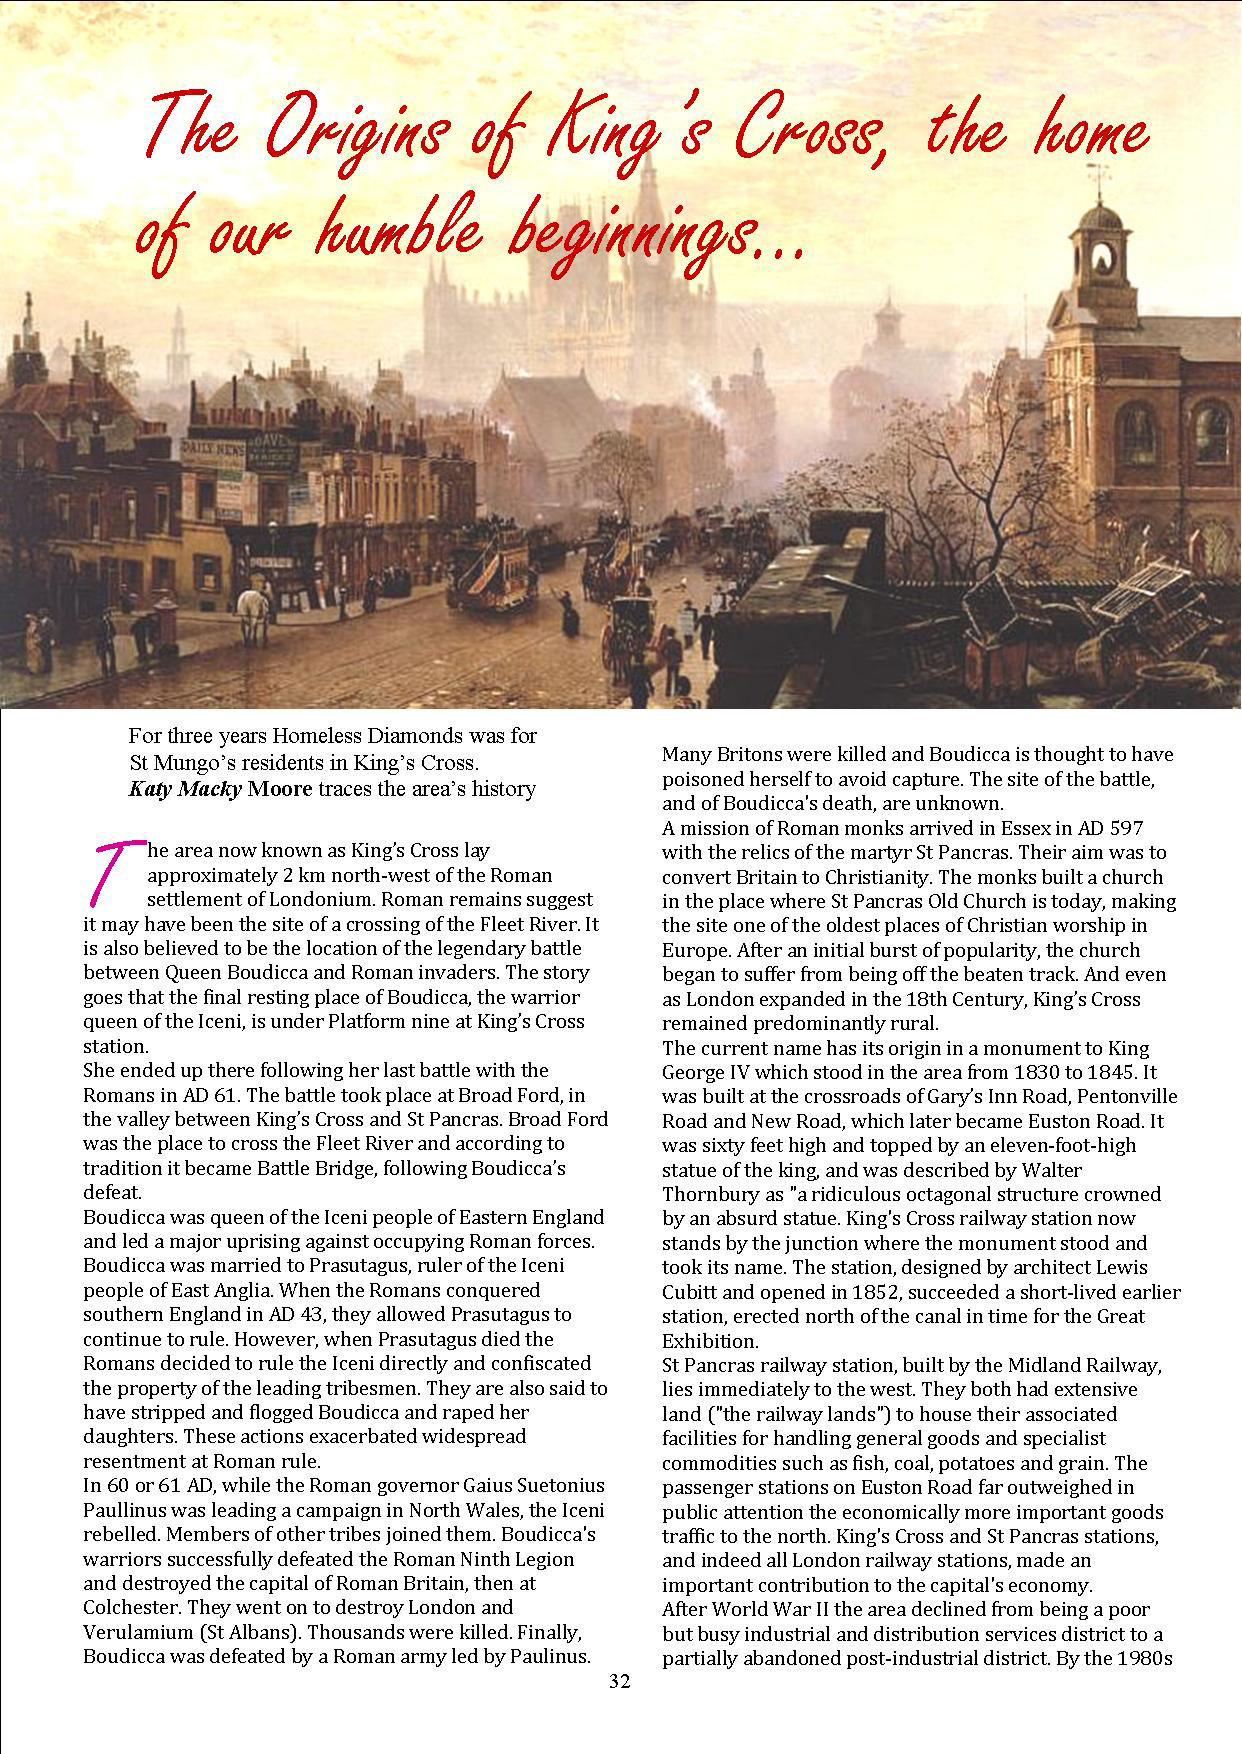 The Origins of King's Cross, the home
of our humble beginnings...
DAILY NEWS
For three years Homeless Diamonds was for
St Mungo's residents in King's Cross.
Katy Macky Moore traces the area's history
The area now known as King's Cross lay
approximately 2 km north-west of the Roman
settlement of Londonium. Roman remains suggest
it may have been the site of a crossing of the Fleet River. It
is also believed to be the location of the legendary battle
between Queen Boudicca and Roman invaders. The story
goes that the final resting place of Boudicca, the warrior
queen of the Iceni, is under Platform nine at King's Cross
station.
She ended up there following her last battle with the
Romans in AD 61. The battle took place at Broad Ford, in
the valley between King's Cross and St Pancras. Broad Ford
was the place to cross the Fleet River and according to
tradition it became Battle Bridge, following Boudicca's
defeat.
Boudicca was queen of the Iceni people of Eastern England
and led a major uprising against occupying Roman forces.
Boudicca was married to Prasutagus, ruler of the Iceni
people of East Anglia. When the Romans conquered
southern England in AD 43, they allowed Prasutagus to
continue to rule. However, when Prasutagus died the
Romans decided to rule the Iceni directly and confiscated
the property of the leading tribesmen. They are also said to
have stripped and flogged Boudicca and raped her
daughters. These actions exacerbated widespread
resentment at Roman rule.
In 60 or 61 AD, while the Roman governor Gaius Suetonius
Paullinus was leading a campaign in North Wales, the Iceni
rebelled. Members of other tribes joined them. Boudicca's
warriors successfully defeated the Roman Ninth Legion
and destroyed the capital of Roman Britain, then at
Colchester. They went on to destroy London and
Verulamium (St Albans). Thousands were killed. Finally,
Boudicca was defeated by a Roman army led by Paulinus.
Many Britons were killed and Boudicca is thought to have
poisoned herself to avoid capture. The site of the battle,
and of Boudicca's death, are unknown.
A mission of Roman monks arrived in Essex in AD 597
with the relics of the martyr St Pancras. Their aim was to
convert Britain to Christianity. The monks built a church
in the place where St Pancras Old Church is today, making
the site one of the oldest places of Christian worship in
Europe. After an initial burst of popularity, the church
began to suffer from being off the beaten track. And even
as London expanded in the 18th Century, King's Cross
remained predominantly rural.
The current name has its origin in a monument to King
George IV which stood in the area from 1830 to 1845. It
was built at the crossroads of Gary's Inn Road, Pentonville
Road and New Road, which later became Euston Road. It
was sixty feet high and topped by an eleven-foot-high
statue of the king, and was described by Walter
Thornbury as "a ridiculous octagonal structure crowned
by an absurd statue. King's Cross railway station now
stands by the junction where the monument stood and
took its name. The station, designed by architect Lewis
Cubitt and opened in 1852, succeeded a short-lived earlier
station, erected north of the canal in time for the Great
Exhibition.
St Pancras railway station, built by the Midland Railway,
lies immediately to the west. They both had extensive
land ("the railway lands") to house their associated
facilities for handling general goods and specialist
commodities such as fish, coal, potatoes and grain. The
passenger stations on Euston Road far outweighed in
public attention the economically more important goods
traffic to the north. King's Cross and St Pancras stations,
and indeed all London railway stations, made an
important contribution to the capital's economy.
After World War II the area declined from being a poor
but busy industrial and distribution services district to a
partially abandoned post-industrial district. By the 1980s
32